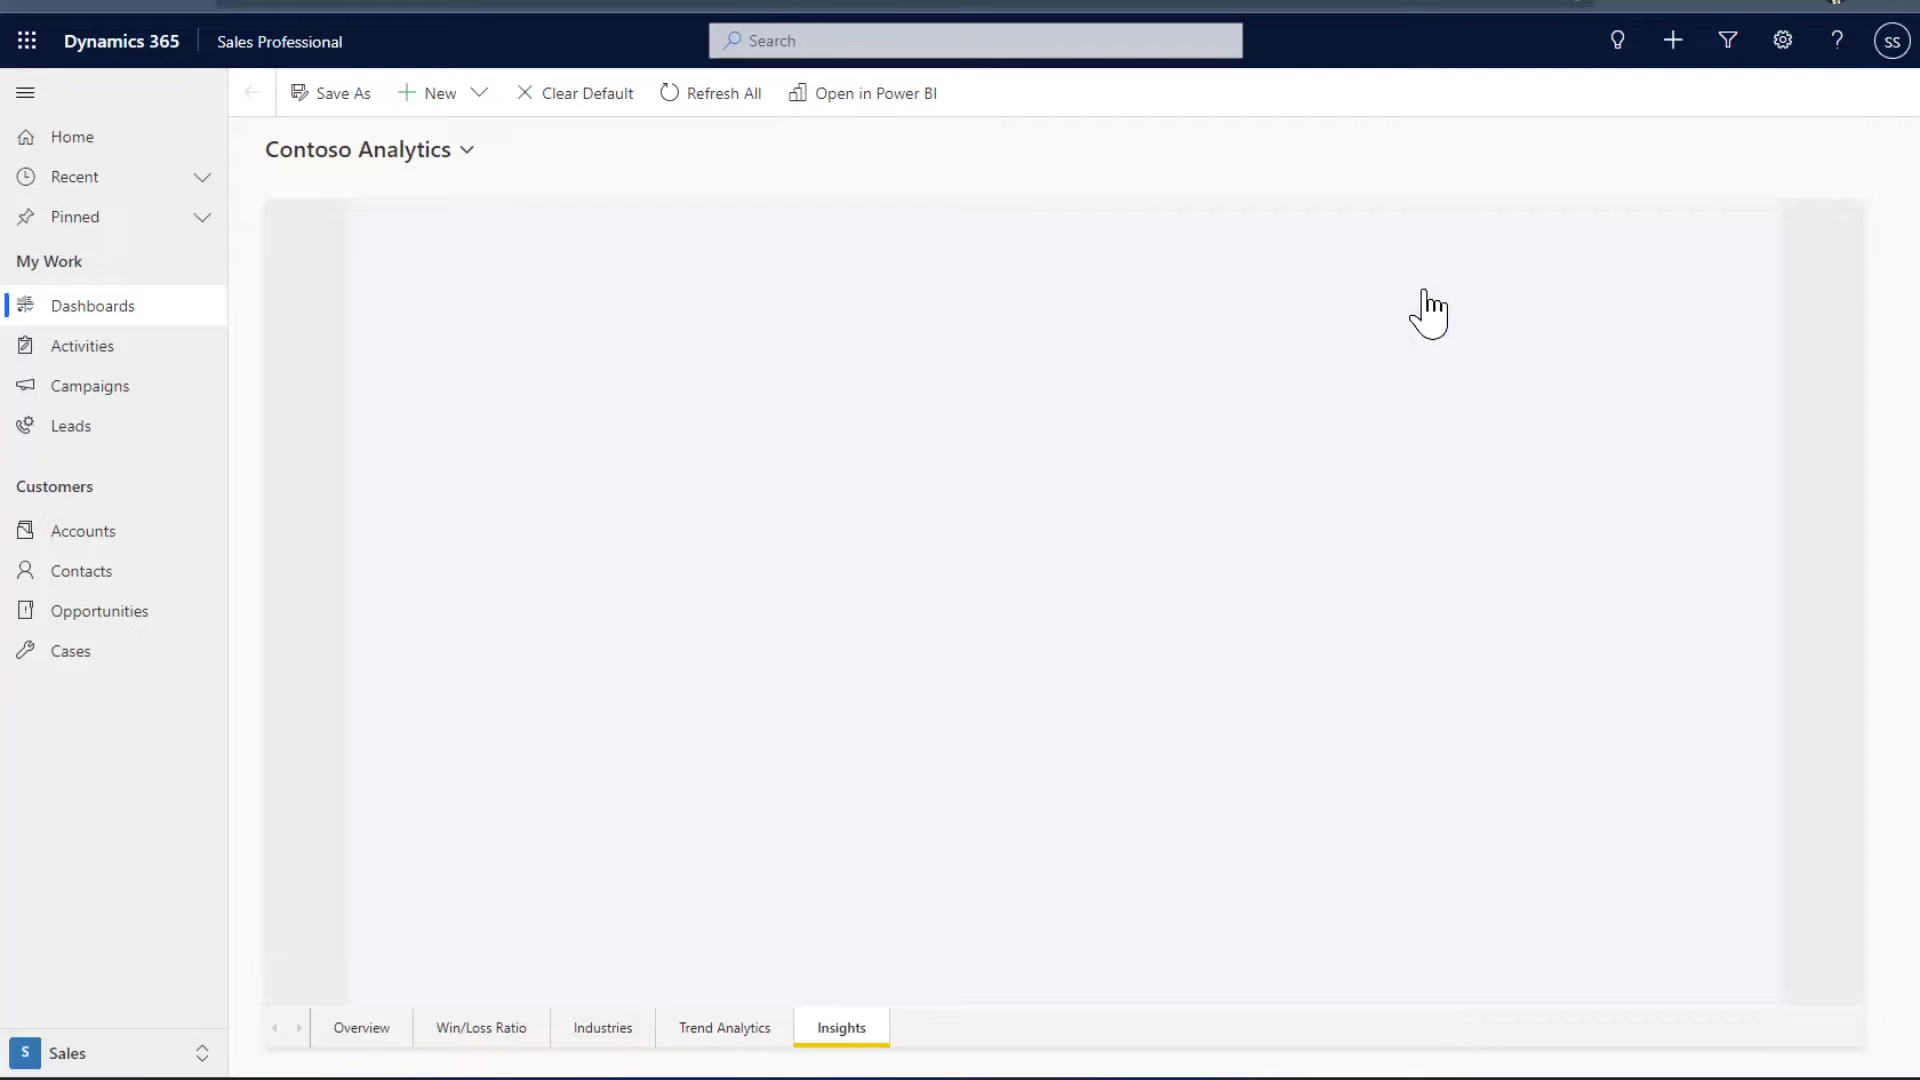 Dynamics 365
Sales Professional
Search
SS
Save As
New
Clear Default
Refresh All
Open in Power BI
Home
Recent
Pinned
My Work
Dashboards
Activities
Campaigns
Leads
Customers
Accounts
Contacts
Opportunities
Cases
S Sales
Contoso Analytics
Overview
Win/Loss Ratio
Industries
Trend Analytics
Insights